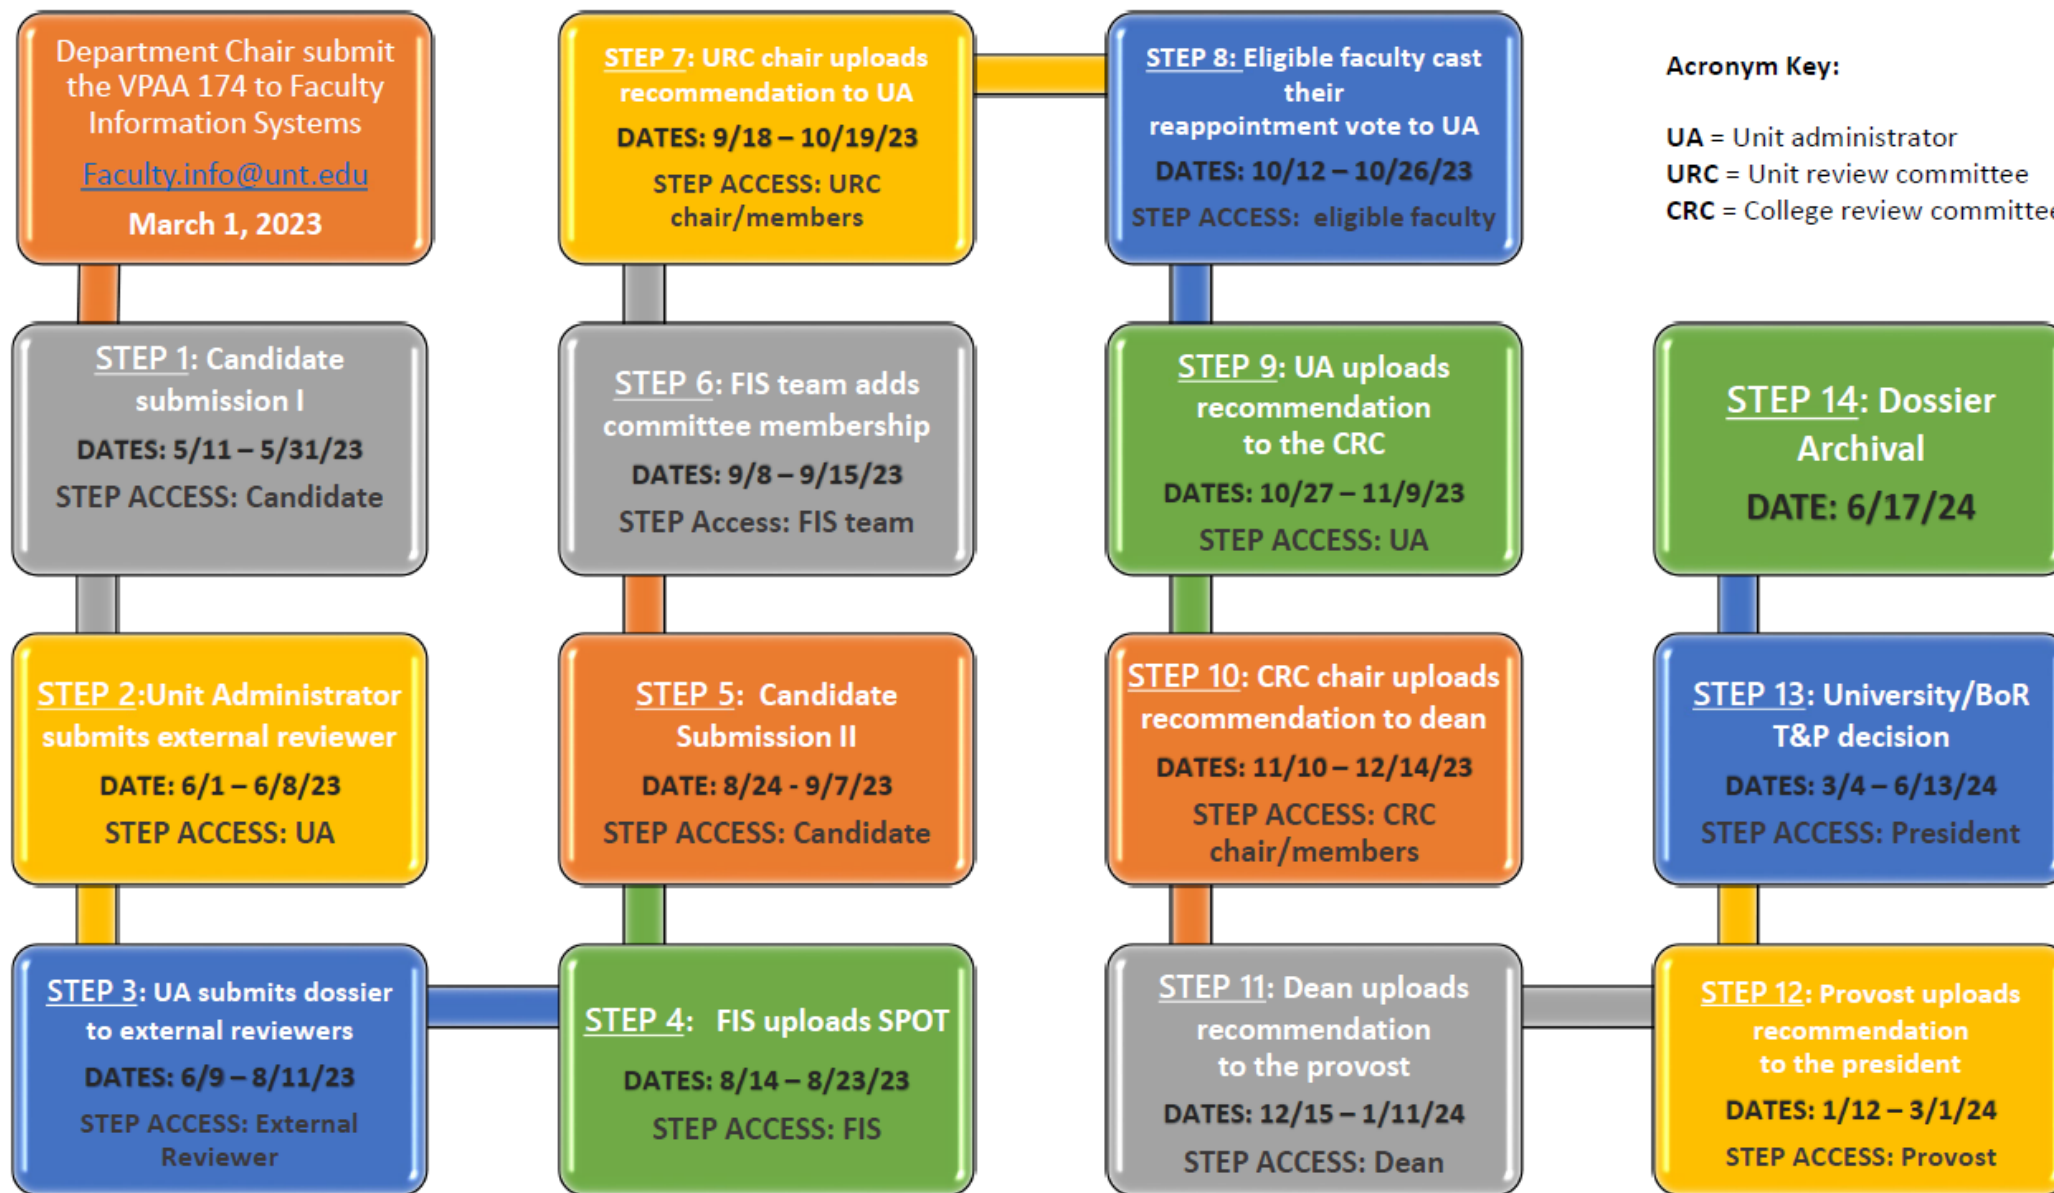 Department Chair submit
the VPAA 174 to Faculty
Information Systems
Faculty.info@unt.edu
March 1, 2023
STEP 1: Candidate
submission I
DATES: 5/11 – 5/31/23
STEP ACCESS: Candidate
STEP 2:Unit Administrator
submits external reviewer
DATE: 6/1 – 6/8/23
STEP ACCESS: UA
STEP 3: UA submits dossier
to external reviewers
DATES: 6/9 – 8/11/23
STEP ACCESS: External
Reviewer
STEP 4: FIS uploads SPOT
DATES: 8/14 – 8/23/23
STEP ACCESS: FIS
STEP 5: Candidate
Submission II
DATE: 8/24 - 9/7/23
STEP ACCESS: Candidate
STEP 6: FIS team adds
committee membership
DATES: 9/8 – 9/15/23
STEP Access: FIS team
STEP 7: URC chair uploads
recommendation to UA
DATES: 9/18 – 10/19/23
STEP ACCESS: URC
chair/members
STEP 8: Eligible faculty cast
their
reappointment vote to UA
DATES: 10/12 – 10/26/23
STEP ACCESS: eligible faculty
STEP 9: UA uploads
recommendation
to the CRC
DATES: 10/27 – 11/9/23
STEP ACCESS: UA
STEP 10: CRC chair uploads
recommendation to dean
DATES: 11/10 – 12/14/23
STEP ACCESS: CRC
chair/members
STEP 11: Dean uploads
recommendation
to the provost
DATES: 12/15 – 1/11/24
STEP ACCESS: Dean
STEP 12: Provost uploads
recommendation
to the president
DATES: 1/12 – 3/1/24
STEP ACCESS: Provost
STEP 13: University/BoR
T&P decision
DATES: 3/4 – 6/13/24
STEP ACCESS: President
STEP 14: Dossier
Archival
DATE: 6/17/24
Acronym Key:
UA = Unit administrator
URC = Unit review committee
CRC = College review committee